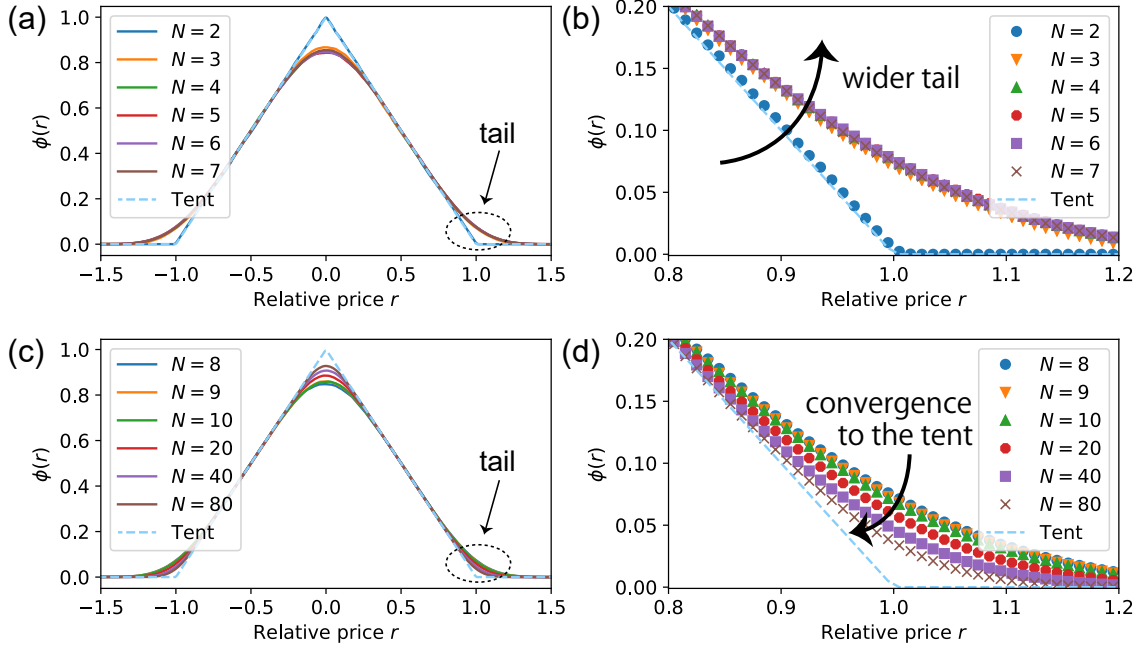 (a)
1.0
0.8
0.6
0.4
0.2
0.0
ϕ(r)
N = 2
N = 3
N = 4
N = 5
N = 6
N = 7
Tent
tail
−1.5 −1.0 −0.5 0.0 0.5 1.0 1.5
Relative price r
(b)
0.20
0.15
0.10
0.05
0.00
ϕ(r)
wider tail
N = 2
N = 3
N = 4
N = 5
N = 6
N = 7
Tent
0.8 0.9 1.0 1.1 1.2
Relative price r
(c)
1.0
0.8
0.6
0.4
0.2
0.0
ϕ(r)
N = 8
N = 9
N = 10
N = 20
N = 40
N = 80
Tent
tail
−1.5 −1.0 −0.5 0.0 0.5 1.0 1.5
Relative price r
(d)
0.20
0.15
0.10
0.05
0.00
ϕ(r)
convergence
to the tent
N = 8
N = 9
N = 10
N = 20
N = 40
N = 80
Tent
0.8 0.9 1.0 1.1 1.2
Relative price r